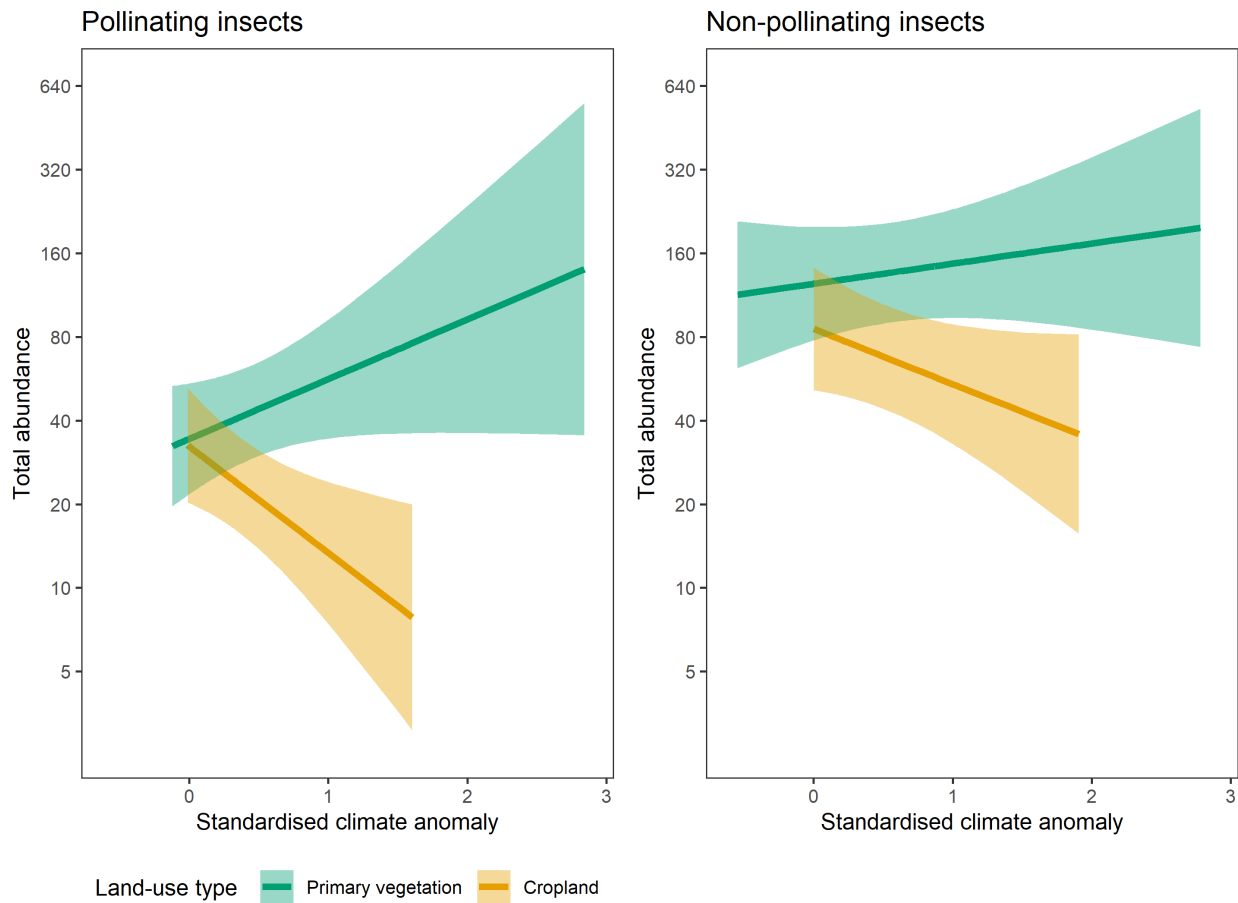 Pollinating insects
Total abundance
640
320
160
80
40
20
10
5
0 1 2 3
Standardised climate anomaly
Non-pollinating insects
Total abundance
640
320
160
80
40
20
10
5
0 1 2 3
Standardised climate anomaly
Land-use type Primary vegetation Cropland